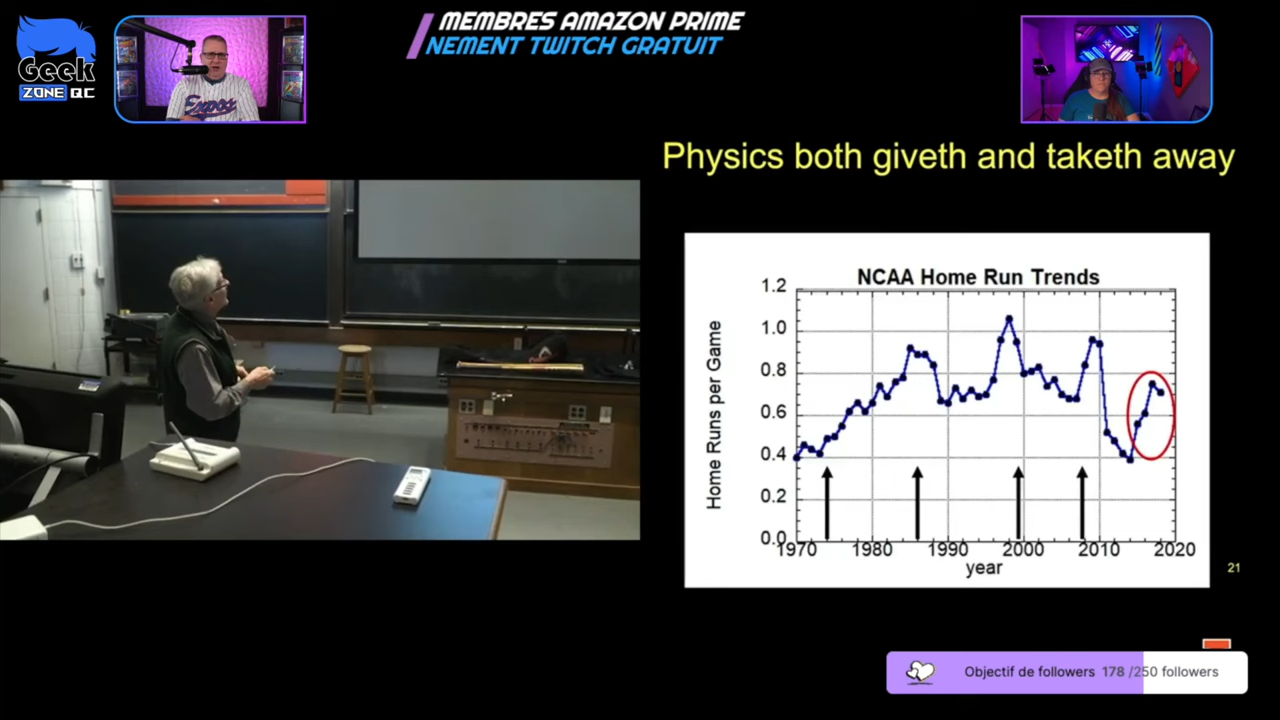 Geek
ZONE QC
MEMBRES AMAZON PRIME
NEMENT TWITCH GRATUIT
Expos
Physics both giveth and taketh away
NCAA Home Run Trends
Home Runs per Game
1.2
1.0
0.8
0.6
0.4
0.2
0.0
1970 1980 1990 2000 2010 2020
year
21
Objectif de followers 178 /250 followers